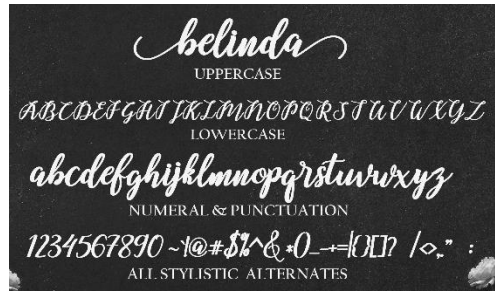 belinda
UPPERCASE
ABCDEFGHIJKLMNOPQRSTUVWXYZ
LOWERCASE
abcdefghijklmnopqrstuvwxyz
NUMERAL & PUNCTUATION
1234567890 ~!@#$%^&*()_-+=|{}[]? /<>,." :
ALL STYLISTIC ALTERNATES